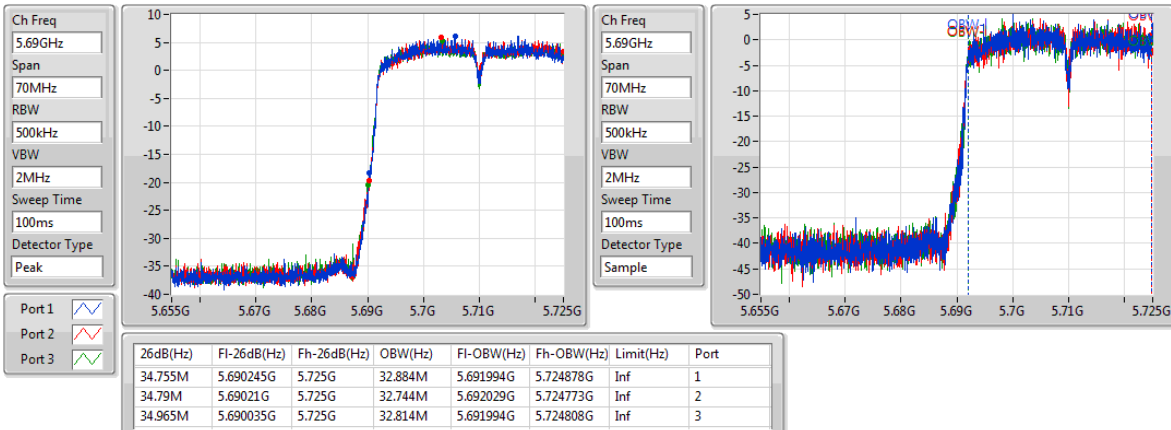 Ch Freq
5.69GHz
Span
70MHz
RBW
500kHz
VBW
2MHz
Sweep Time
100ms
Detector Type
Peak
Port 1
Port 2
Port 3
10
5
0
-5
-10
-15
-20
-25
-30
-35
-40
5.655G 5.68G 5.69G 5.7G 5.71G 5.725G
Ch Freq
5.69GHz
Span
70MHz
RBW
500kHz
VBW
2MHz
Sweep Time
100ms
Detector Type
Sample
5
0
-5
-10
-15
-20
-25
-30
-35
-40
-45
-50
5.655G 5.68G 5.69G 5.7G 5.71G 5.725G
26dB(Hz) Fl-26dB(Hz) Fh-26dB(Hz) OBW(Hz) Fl-OBW(Hz) Fh-OBW(Hz) Limit(Hz) Port
34.755M 5.690245G 5.725G 32.884M 5.691994G 5.724878G Inf 1
34.79M 5.69021G 5.725G 32.744M 5.692029G 5.724773G Inf 2
34.965M 5.690035G 5.725G 32.814M 5.691994G 5.724808G Inf 3